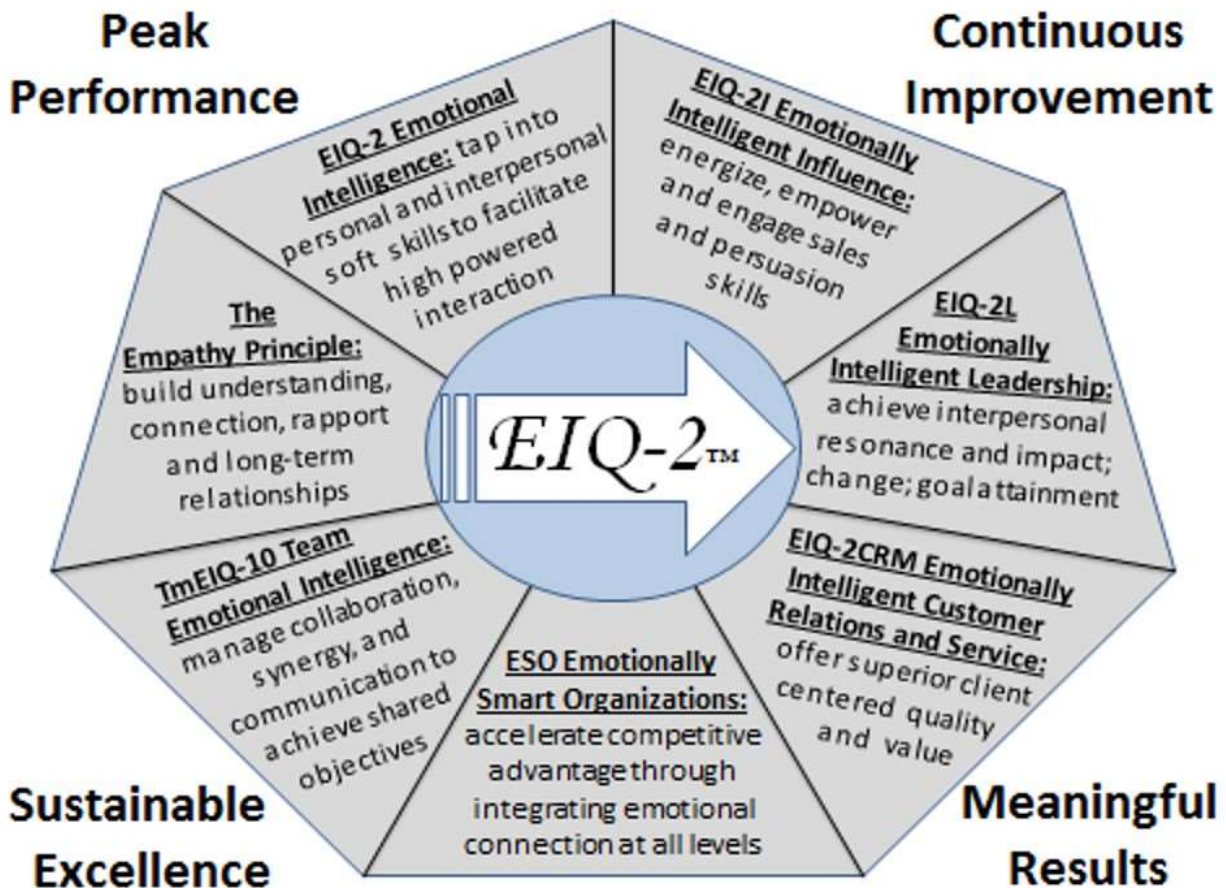 Peak
Performance
Continuous
Improvement
EIQ-2 Emotional
Intelligence: tap into
personal and interpersonal
soft skills to facilitate
high powered
interaction
EIQ-2I Emotionally
Intelligent Influence:
energize, empower
and engage sales
and persuasion
skills
EIQ-2L
Emotionally
Intelligent Leadership:
achieve interpersonal
resonance and impact;
change; goal attainment
EIQ-2CRM Emotionally
Intelligent Customer
Relations and Service:
offer superior client
centered quality
and value
ESO Emotionally
Smart Organizations:
accelerate competitive
advantage through
integrating emotional
connection at all levels
TmEIQ-10 Team
Emotional Intelligence:
manage collaboration,
synergy, and
communication to
achieve shared
objectives
The
Empathy Principle:
build understanding,
connection, rapport
and long-term
relationships
EIQ-2™
Sustainable
Excellence
Meaningful
Results